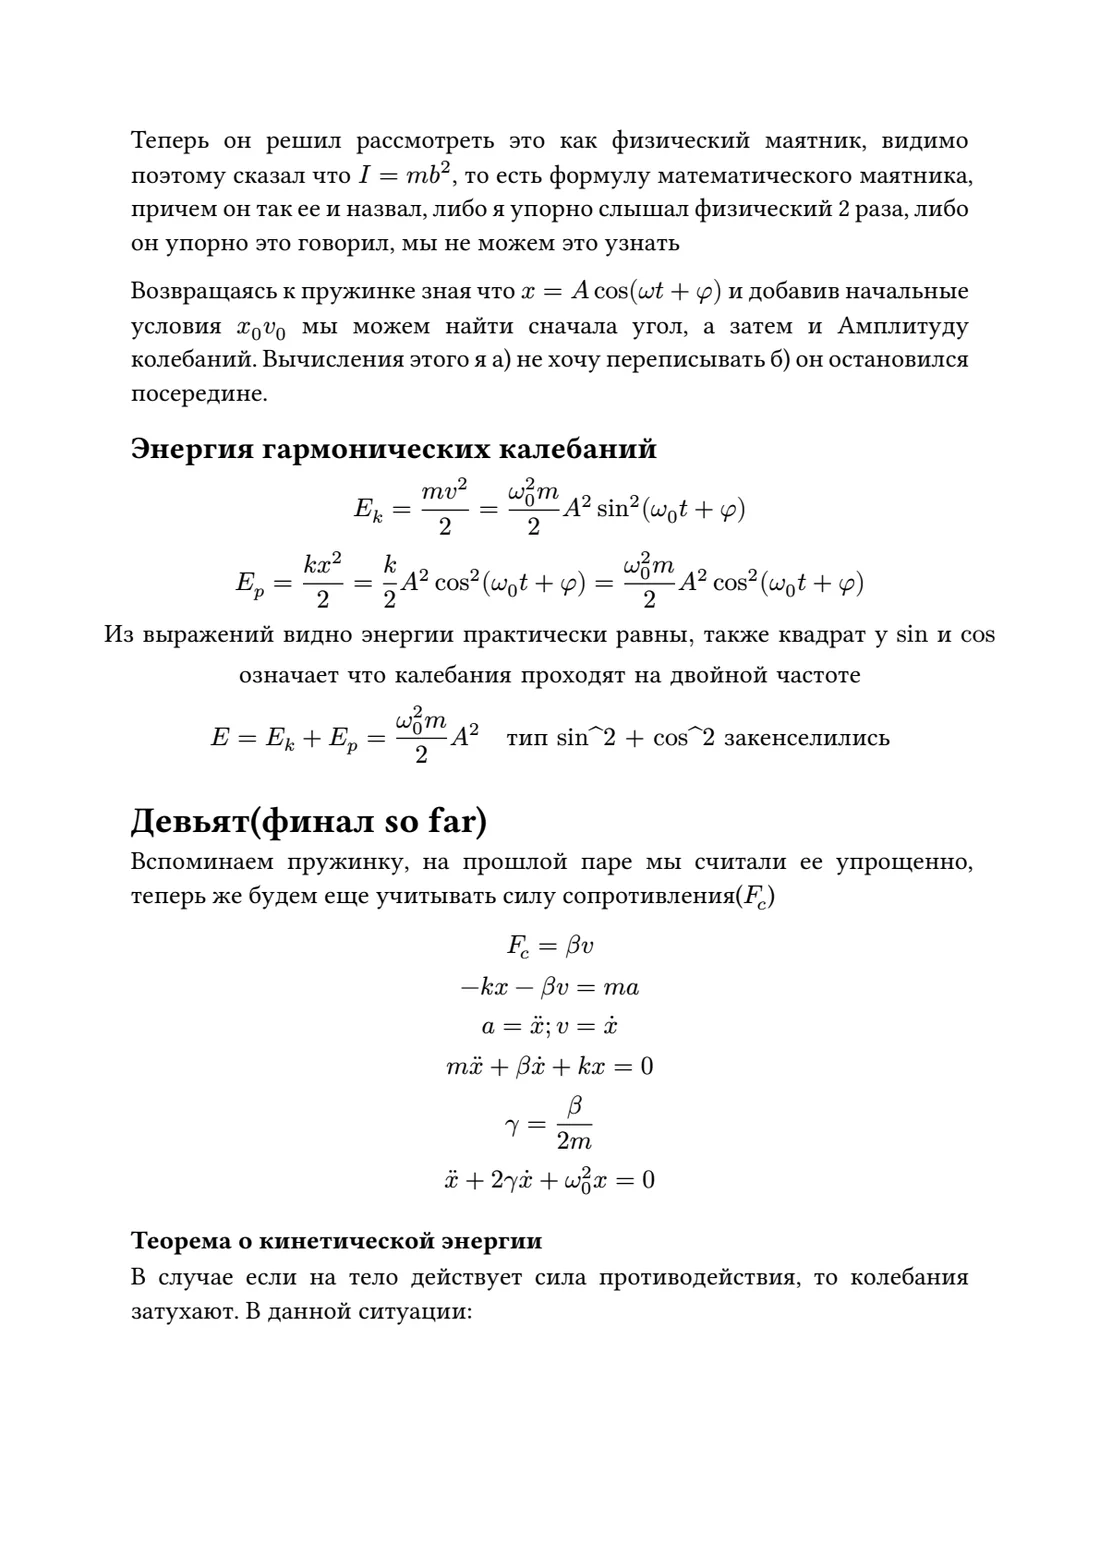 Теперь он решил рассмотреть это как физический маятник, видимо
поэтому сказал что I = mb², то есть формулу математического маятника,
причем он так ее и назвал, либо я упорно слышал физический 2 раза, либо
он упорно это говорил, мы не можем это узнать
Возвращаясь к пружинке зная что x = A cos(ωt + φ) и добавив начальные
условия x₀v₀ мы можем найти сначала угол, а затем и Амплитуду
колебаний. Вычисления этого я а) не хочу переписывать б) он остановился
посередине.
Энергия гармонических калебаний
E_k = mv²/2 = ω₀²m/2 A² sin²(ω₀t + φ)
E_p = kx²/2 = k/2 A² cos²(ω₀t + φ) = ω₀²m/2 A² cos²(ω₀t + φ)
Из выражений видно энергии практически равны, также квадрат у sin и cos
означает что калебания проходят на двойной частоте
E = E_k + E_p = ω₀²m/2 A² тип sin^2 + cos^2 закенселились
Девьят(финал so far)
Вспоминаем пружинку, на прошлой паре мы считали ее упрощенно,
теперь же будем еще учитывать силу сопротивления(F_c)
F_c = βv
−kx − βv = ma
a = ẍ; v = ẋ
mẍ + βẋ + kx = 0
γ = β/2m
ẍ + 2γẋ + ω₀²x = 0
Теорема о кинетической энергии
В случае если на тело действует сила противодействия, то колебания
затухают. В данной ситуации: